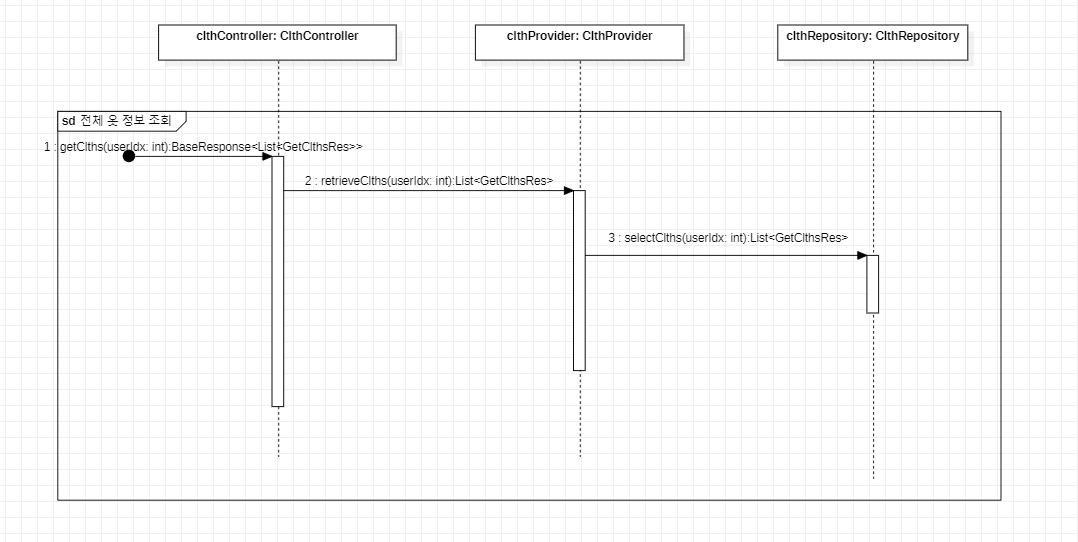 clthController: ClthController
clthProvider: ClthProvider
clthRepository: ClthRepository
sd 전체 옷 정보 조회
1 : getClths(userIdx: int):BaseResponse<List<GetClthsRes>>
2 : retrieveClths(userIdx: int):List<GetClthsRes>
3 : selectClths(userIdx: int):List<GetClthsRes>